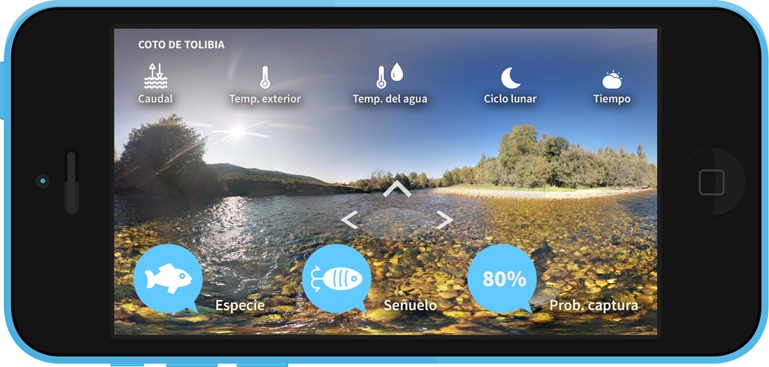 COTO DE TOLIBIA
Caudal
Temp. exterior
Temp. del agua
Ciclo lunar
Tiempo
Especie
Señuelo
80%
Prob. captura